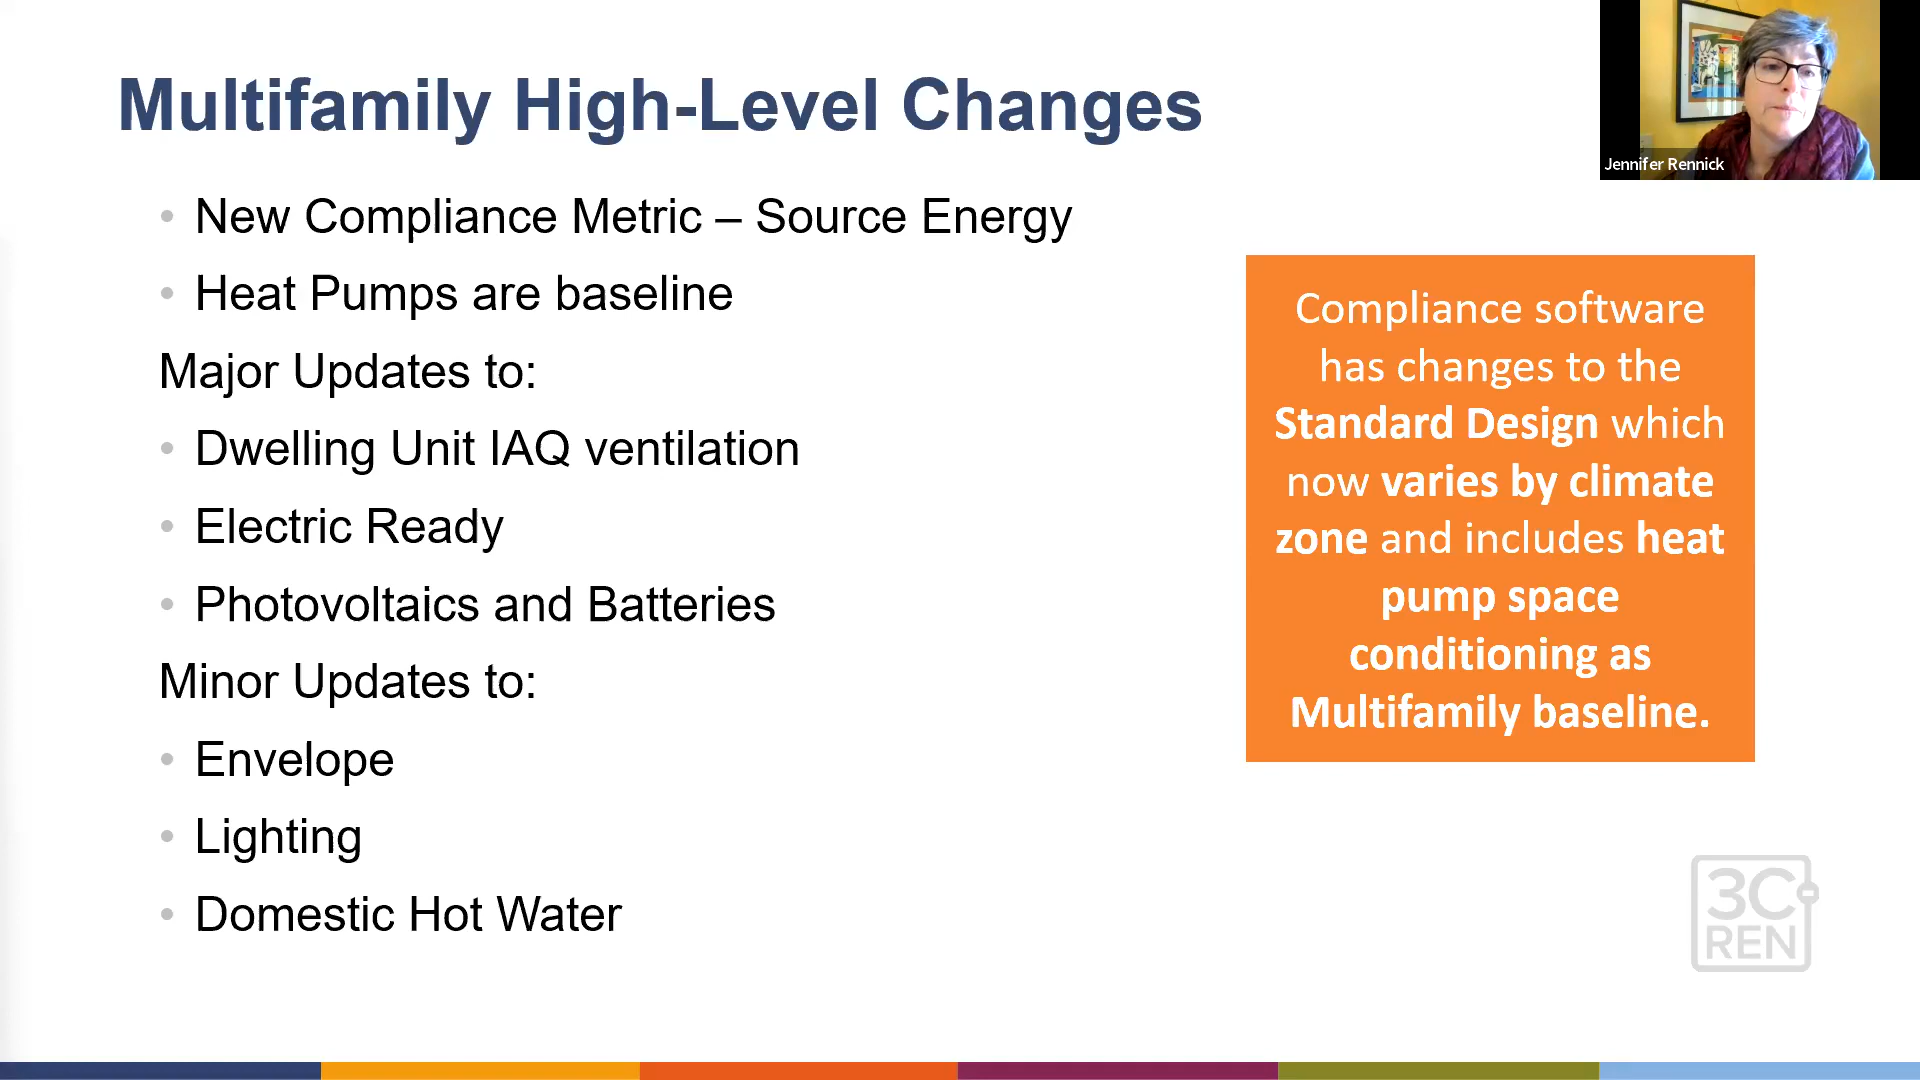 Multifamily High-Level Changes
• New Compliance Metric – Source Energy
• Heat Pumps are baseline
Major Updates to:
• Dwelling Unit IAQ ventilation
• Electric Ready
• Photovoltaics and Batteries
Minor Updates to:
• Envelope
• Lighting
• Domestic Hot Water
Compliance software
has changes to the
Standard Design which
now varies by climate
zone and includes heat
pump space
conditioning as
Multifamily baseline.
Jennifer Rennick
3C
REN